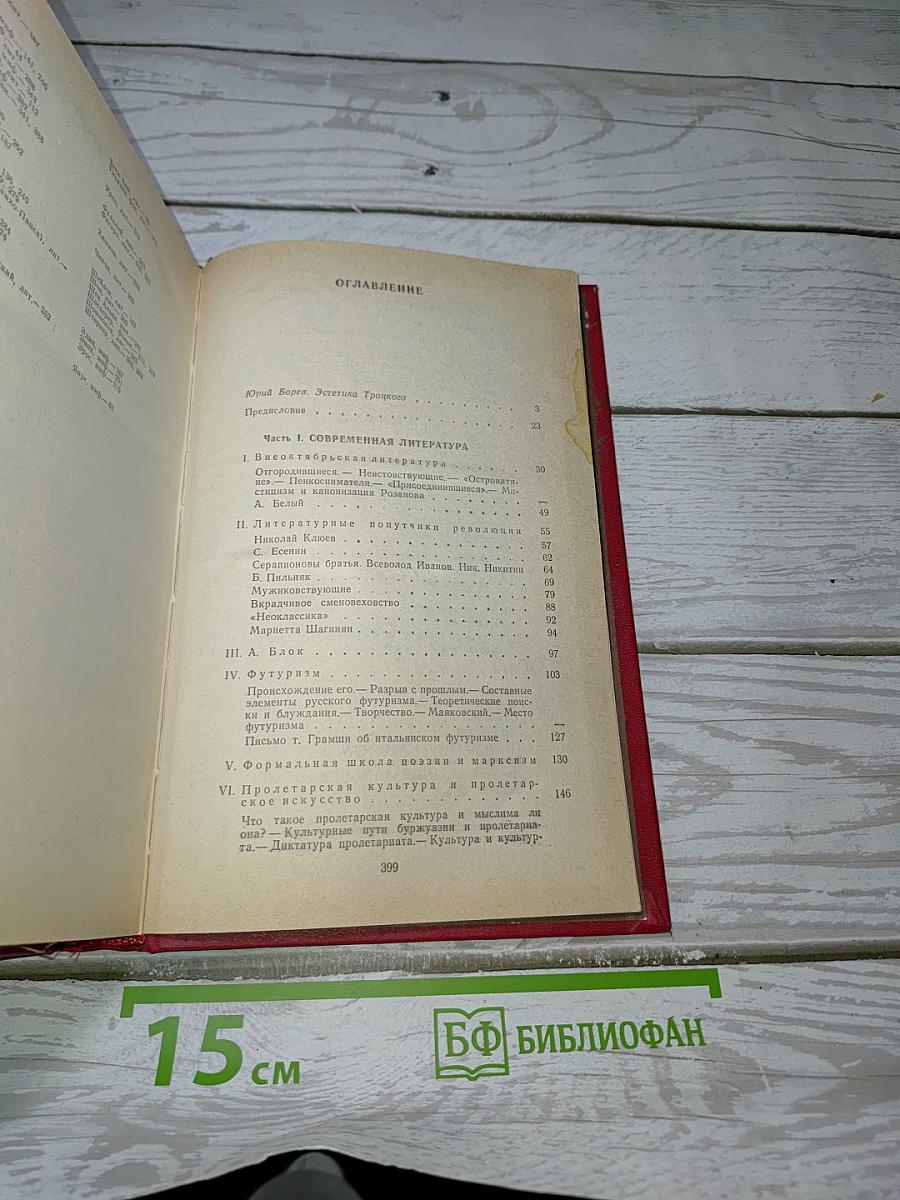 ОГЛАВЛЕНИЕ
Юрий Борев. Эстетика Троцкого . . . . . . . . 3
Предисловие . . . . . . . . . . 23
Часть I. СОВРЕМЕННАЯ ЛИТЕРАТУРА
I. Внеоктябрьская литература . . . . . . 30
Отгородившиеся. — Неистовствующие. — «Островитя-
не».— Пенкосниматели.— «Присоединившиеся».— Ми-
стицизм и канонизация Розанова . . . . . . . —
А. Белый . . . . . . . . . . . . . 49
II. Литературные попутчики революции 55
Николай Клюев . . . . . . . . . . . 57
С. Есенин . . . . . . . . . . . . . 62
Серапионовы братья. Всеволод Иванов. Ник. Никитин 64
Б. Пильняк . . . . . . . . . . . . 69
Мужиковствующие . . . . . . . . . . 79
Вкрадчивое сменовеховство . . . . . . . 88
«Неоклассика» . . . . . . . . . . . 92
Мариетта Шагинян . . . . . . . . . . 94
III. А. Блок . . . . . . . . . . . . 97
IV. Футуризм . . . . . . . . . . . . 103
Происхождение его.— Разрыв с прошлым.— Составные
элементы русского футуризма.— Теоретические поис-
ки и блуждания.— Творчество.— Маяковский.— Место
футуризма . . . . . . . . . . . . . —
Письмо т. Грамши об итальянском футуризме . . . 127
V. Формальная школа поэзии и марксизм 130
VI. Пролетарская культура и пролетар-
ское искусство . . . . . . . . . . . 146
Что такое пролетарская культура и мыслима ли
она? — Культурные пути буржуазии и пролетариа-
та.— Диктатура пролетариата.— Культура и культур-
399
15 см
БФ БИБЛИОФАН